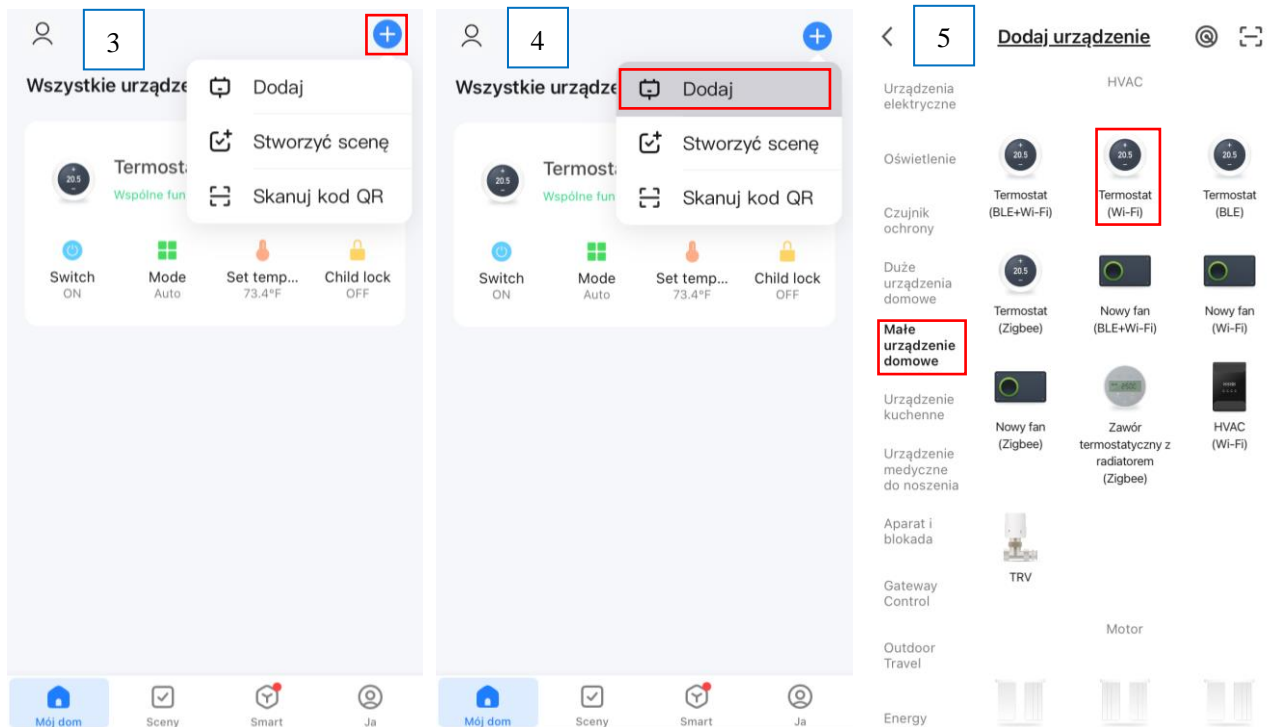 3
Wszystkie urządze
Dodaj
Stworzyć scenę
Skanuj kod QR
20.5
Termosta
Wspólne fun
Switch
ON
Mode
Auto
Set temp...
73.4°F
Child lock
OFF
Mój dom
Sceny
Smart
Ja
4
Wszystkie urządze
Dodaj
Stworzyć scenę
Skanuj kod QR
20.5
Termosta
Wspólne fun
Switch
ON
Mode
Auto
Set temp...
73.4°F
Child lock
OFF
Mój dom
Sceny
Smart
Ja
5
Dodaj urządzenie
Urządzenia
elektryczne
Oświetlenie
Czujnik
ochrony
Duże
urządzenia
domowe
Małe
urządzenie
domowe
Urządzenie
kuchenne
Urządzenie
medyczne
do noszenia
Aparat i
blokada
Gateway
Control
Outdoor
Travel
Energy
HVAC
20.5
Termostat
(BLE+Wi-Fi)
20.5
Termostat
(Wi-Fi)
20.5
Termostat
(BLE)
20.5
Termostat
(Zigbee)
Nowy fan
(BLE+Wi-Fi)
Nowy fan
(Wi-Fi)
Nowy fan
(Zigbee)
Zawór
termostatyczny z
radiatorem
(Zigbee)
HVAC
(Wi-Fi)
TRV
Motor